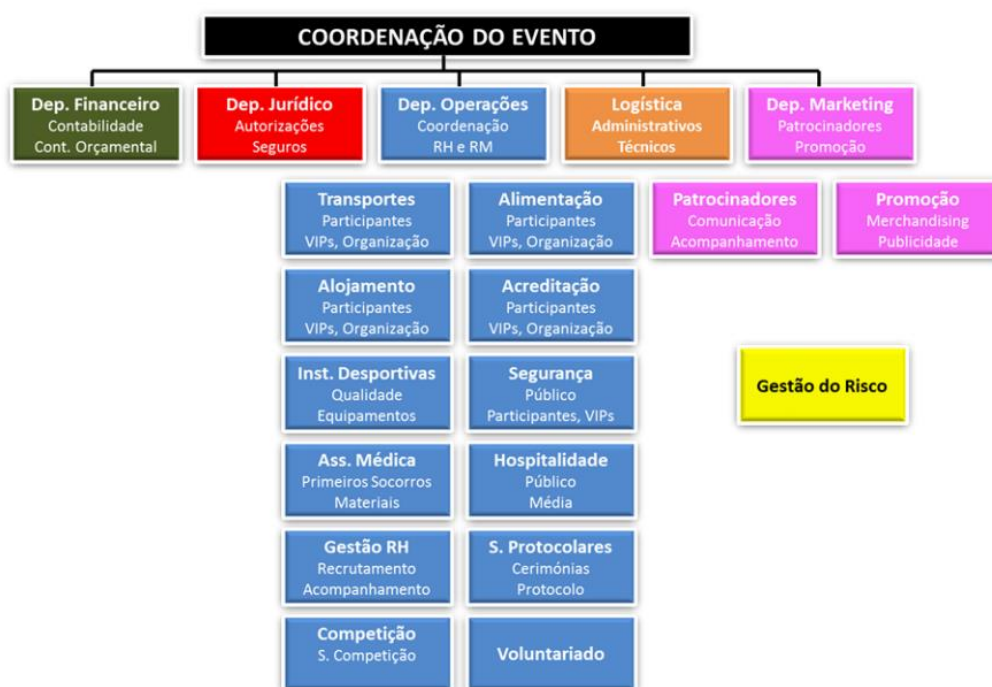 COORDENAÇÃO DO EVENTO
Dep. Financeiro
Contabilidade
Cont. Orçamental
Dep. Jurídico
Autorizações
Seguros
Dep. Operações
Coordenação
RH e RM
Logística
Administrativos
Técnicos
Dep. Marketing
Patrocinadores
Promoção
Transportes
Participantes
VIPs, Organização
Alimentação
Participantes
VIPs, Organização
Patrocinadores
Comunicação
Acompanhamento
Promoção
Merchandising
Publicidade
Alojamento
Participantes
VIPs, Organização
Acreditação
Participantes
VIPs, Organização
Inst. Desportivas
Qualidade
Equipamentos
Segurança
Público
Participantes, VIPs
Gestão do Risco
Ass. Médica
Primeiros Socorros
Materiais
Hospitalidade
Público
Média
Gestão RH
Recrutamento
Acompanhamento
S. Protocolares
Cerimónias
Protocolo
Competição
S. Competição
Voluntariado